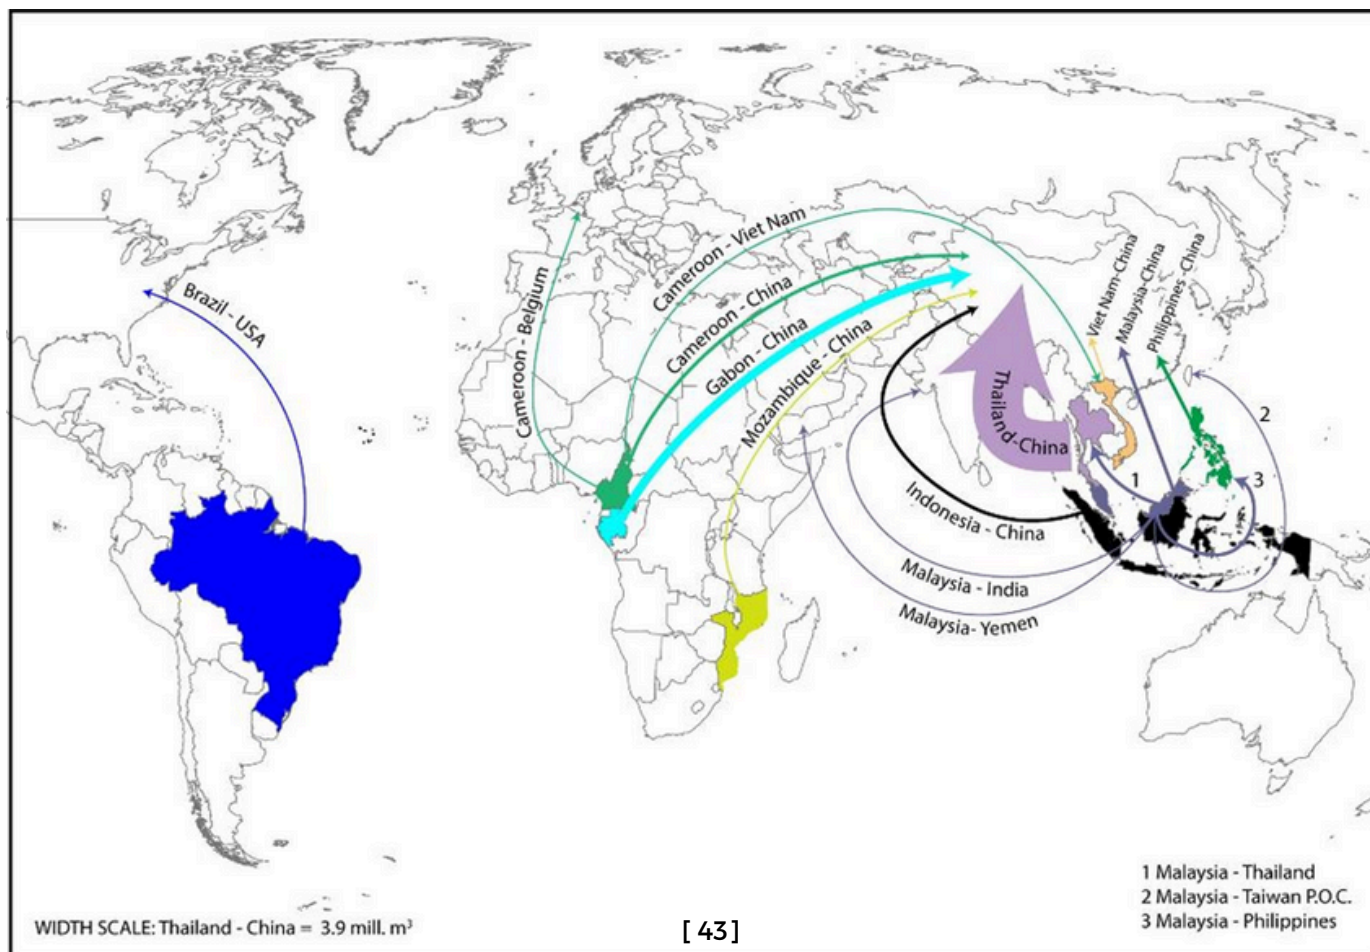 Brazil - USA
Cameroon - Belgium
Cameroon - Viet Nam
Cameroon - China
Gabon - China
Mozambique - China
Thailand-China
Viet Nam-China
Malaysia-China
Philippines -China
2
1
3
Indonesia - China
Malaysia - India
Malaysia- Yemen
1 Malaysia - Thailand
2 Malaysia - Taiwan P.O.C.
3 Malaysia - Philippines
WIDTH SCALE: Thailand - China = 3.9 mill. m³
[ 43]